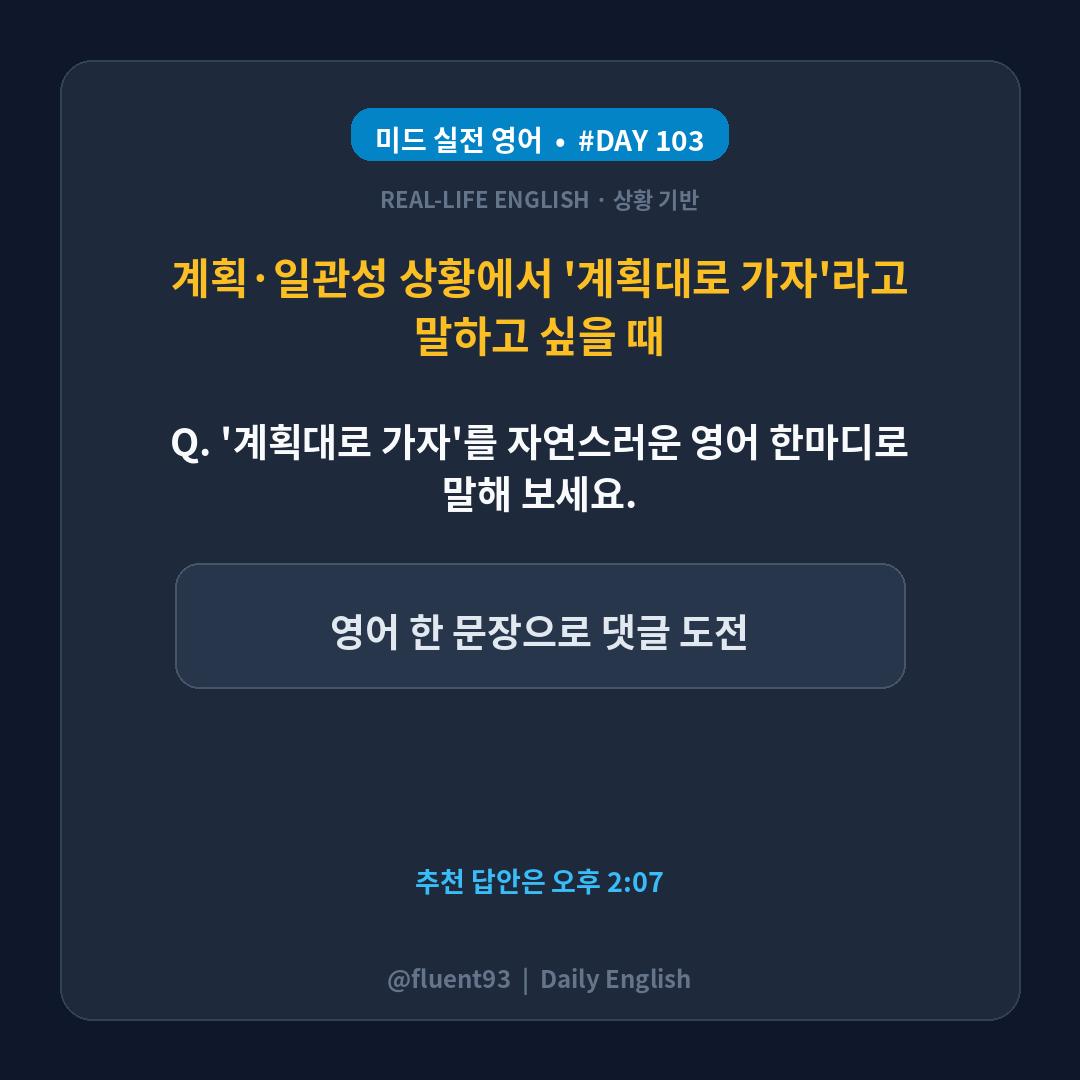 미드 실전 영어 • #DAY 103
REAL-LIFE ENGLISH · 상황 기반
계획·일관성 상황에서 '계획대로 가자'라고
말하고 싶을 때
Q. '계획대로 가자'를 자연스러운 영어 한마디로
말해 보세요.
영어 한 문장으로 댓글 도전
추천 답안은 오후 2:07
@fluent93 | Daily English